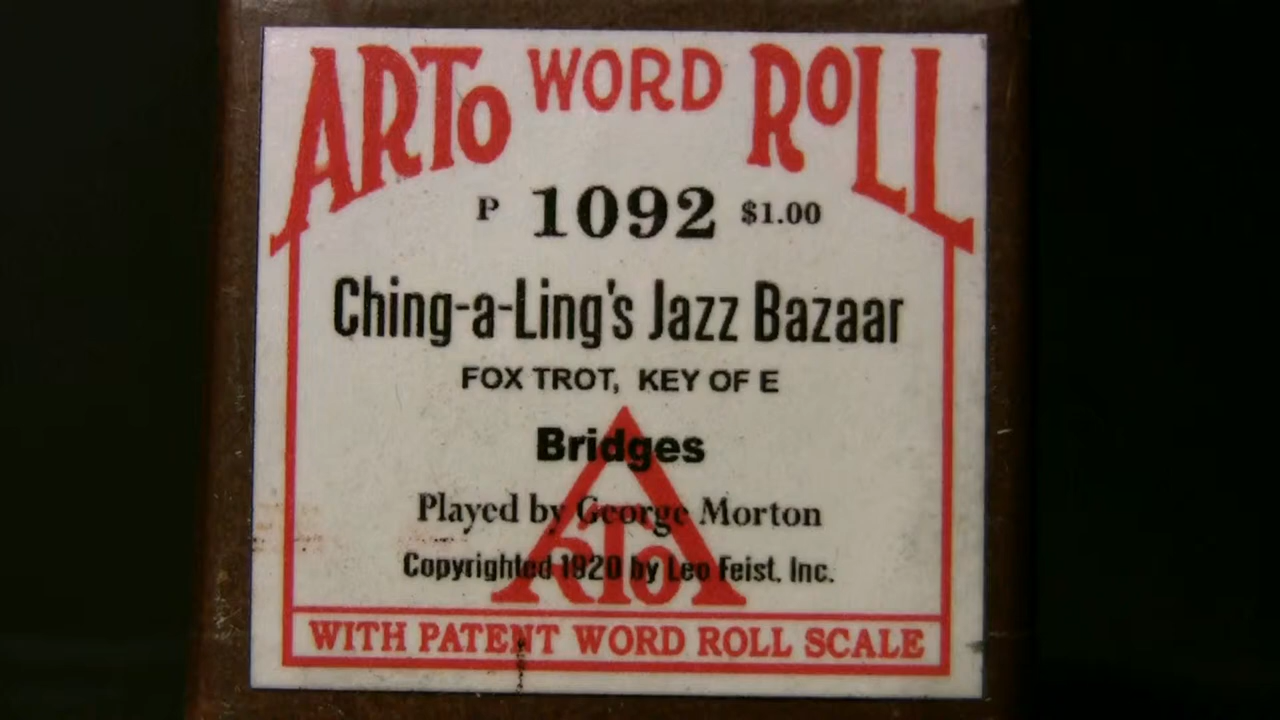 ARTo WORD RoLL
P 1092 $1.00
Ching-a-Ling's Jazz Bazaar
FOX TROT, KEY OF E
Bridges
Played by George Morton
ARTo
Copyrighted 1920 by Leo Feist, Inc.
WITH PATENT WORD ROLL SCALE